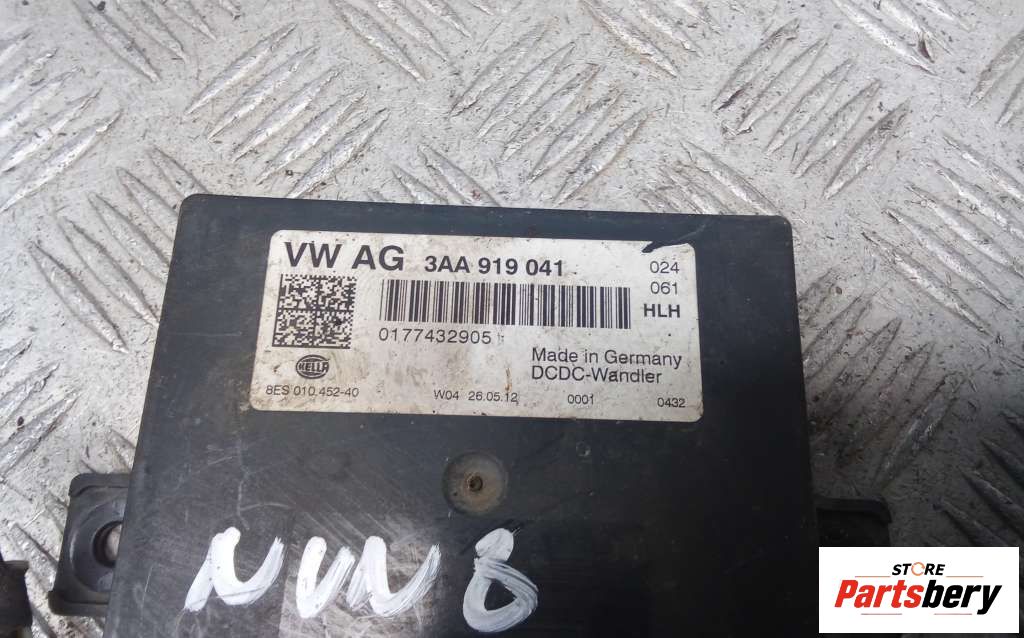 VW AG 3AA 919 041 024
061
HLH
0177432905
Made in Germany
DCDC-Wandler
HELLA
8ES 010.452-40 W04 26.05.12 0001 0432
STORE
Partsbery